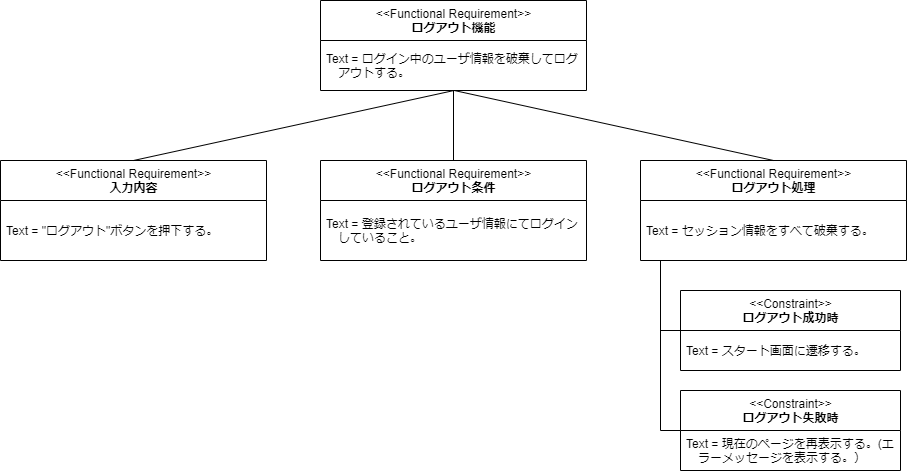 <<Functional Requirement>>
ログアウト機能
Text = ログイン中のユーザ情報を破棄してログ
アウトする。
<<Functional Requirement>>
入力内容
Text = "ログアウト"ボタンを押下する。
<<Functional Requirement>>
ログアウト条件
Text = 登録されているユーザ情報にてログイン
していること。
<<Functional Requirement>>
ログアウト処理
Text = セッション情報をすべて破棄する。
<<Constraint>>
ログアウト成功時
Text = スタート画面に遷移する。
<<Constraint>>
ログアウト失敗時
Text = 現在のページを再表示する。(エ
ラーメッセージを表示する。)